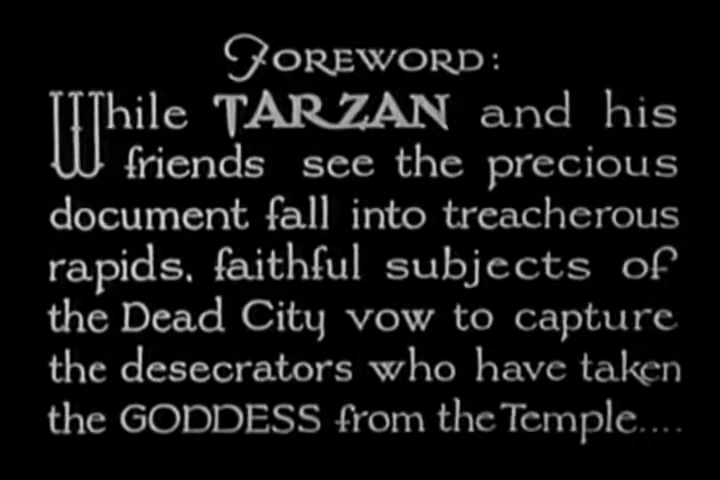 FOREWORD:
While TARZAN and his
friends see the precious
document fall into treacherous
rapids. faithful subjects of
the Dead City vow to capture
the desecrators who have taken
the GODDESS from the Temple....